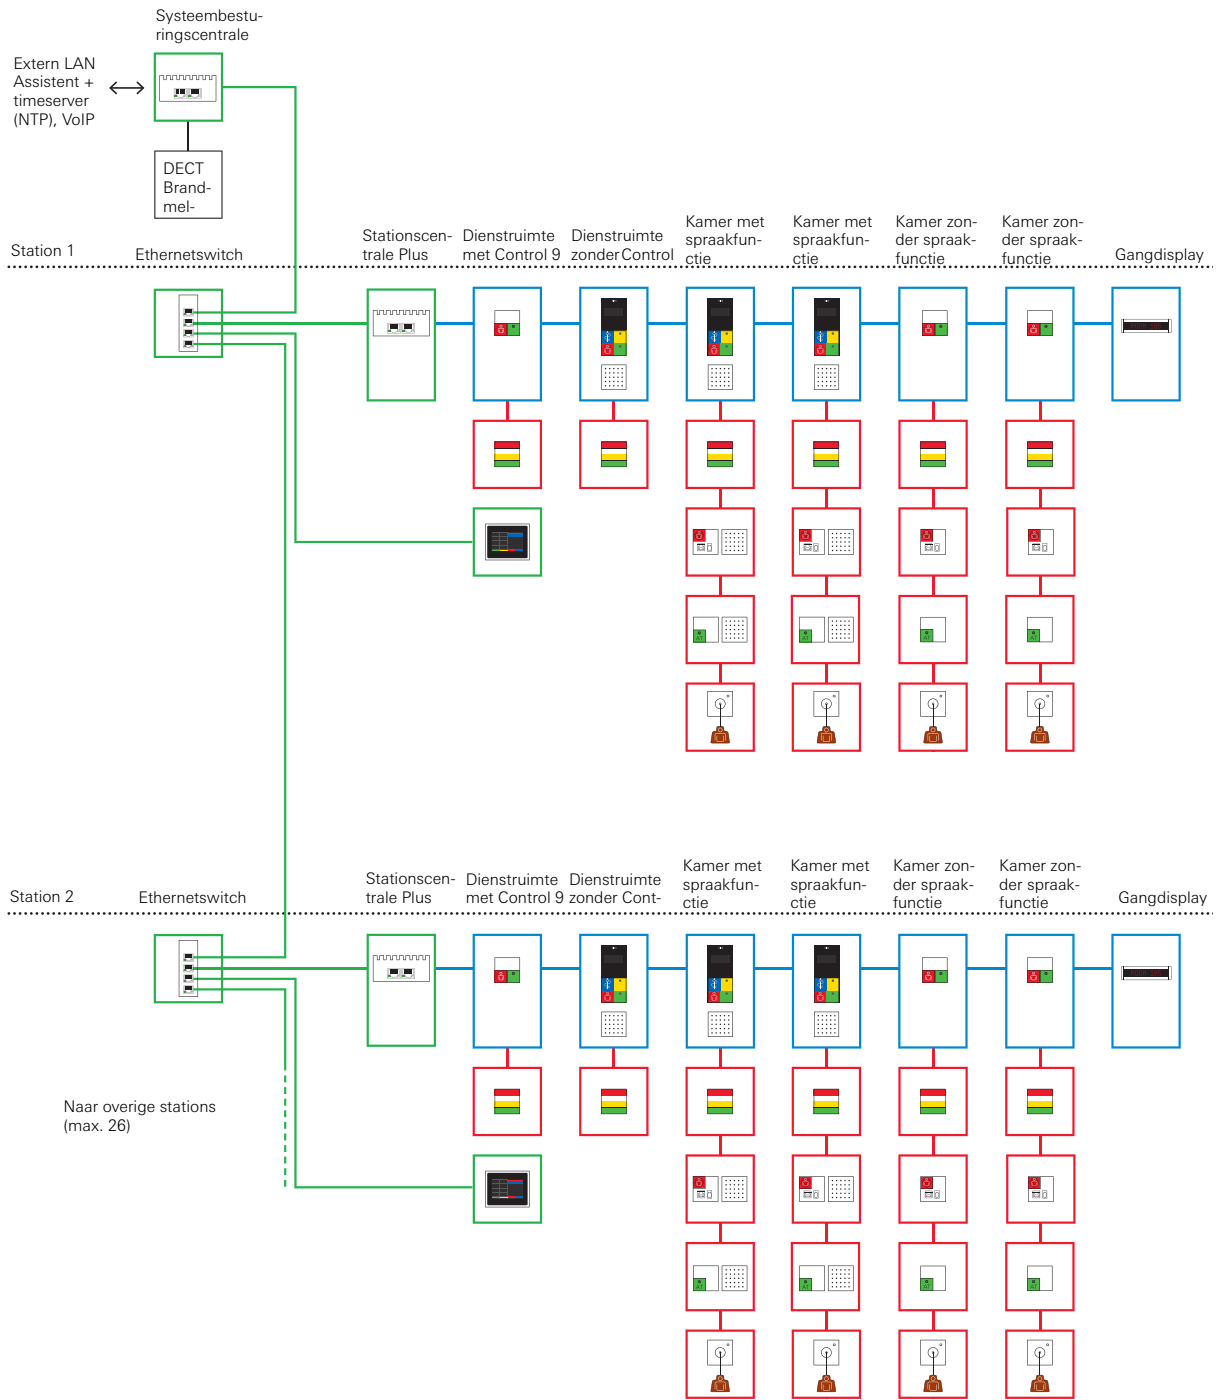 Systeembestu-
ringscentrale
Extern LAN
Assistent +
timeserver
(NTP), VoIP
DECT
Brand-
mel-
Station 1
Ethernetswitch
Stationscen-
trale Plus
Dienstruimte
met Control 9
Dienstruimte
zonder Control
Kamer met
spraakfun-
ctie
Kamer met
spraakfun-
ctie
Kamer zon-
der spraak-
functie
Kamer zon-
der spraak-
functie
Gangdisplay
Station 2
Ethernetswitch
Stationscen-
trale Plus
Dienstruimte
met Control 9
Dienstruimte
zonder Cont-
Kamer met
spraakfun-
ctie
Kamer met
spraakfun-
ctie
Kamer zon-
der spraak-
functie
Kamer zon-
der spraak-
functie
Gangdisplay
Naar overige stations
(max. 26)